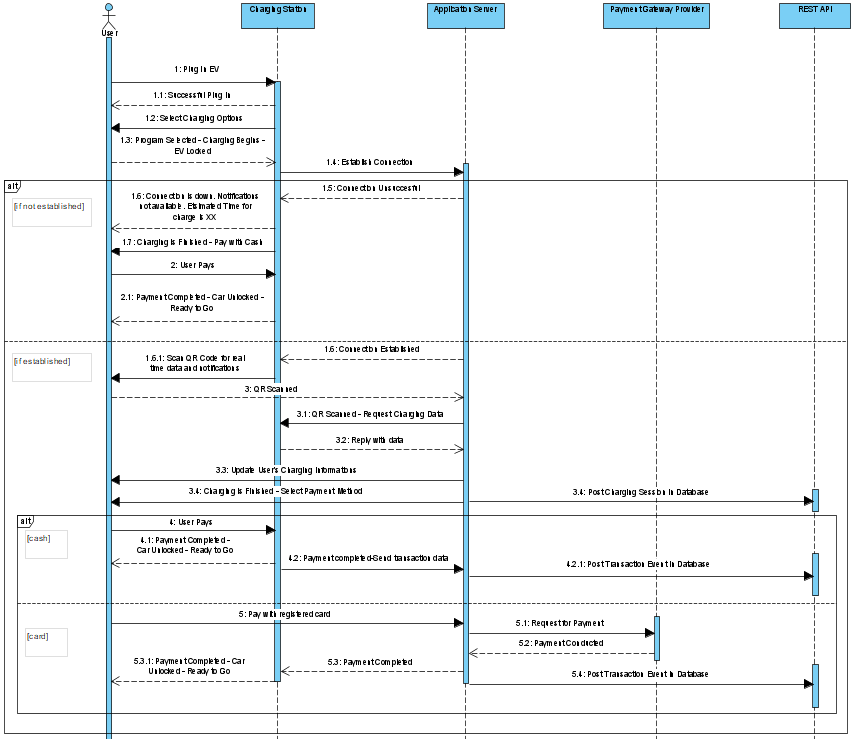 Charging Station
Application Server
Payment Gateway Provider
REST API
User
1: Plug In EV
1.1: Successful Plug In
1.2: Select Charging Options
1.3: Program Selected - Charging Begins -
EV Locked
1.4: Establish Connection
alt
[if not established]
1.5: Connection Unsuccesful
1.6: Connection is down. Notifications
not available. Etsimated Time for
charge is XX
1.7: Charging is Finished - Pay with Cash
2: User Pays
2.1: Payment Completed - Car Unlocked -
Ready to Go
[if established]
1.6: Connection Established
1.6.1: Scan QR Code for real
time data and notifications
3: QR Scanned
3.1: QR Scanned - Request Charging Data
3.2: Reply with data
3.3: Update User's Charging Informations
3.4: Charging is Finished - Select Payment Method
3.4: Post Charging Session in Database
alt
[cash]
4: User Pays
4.1: Payment Completed -
Car Unlocked - Ready to Go
4.2: Payment completed-Send transaction data
4.2.1: Post Transaction Event in Database
[card]
5: Pay with registered card
5.1: Request for Payment
5.2: Payment Conducted
5.3: Payment Completed
5.3.1: Payment Completed - Car
Unlocked - Ready to Go
5.4: Post Transaction Event in Database